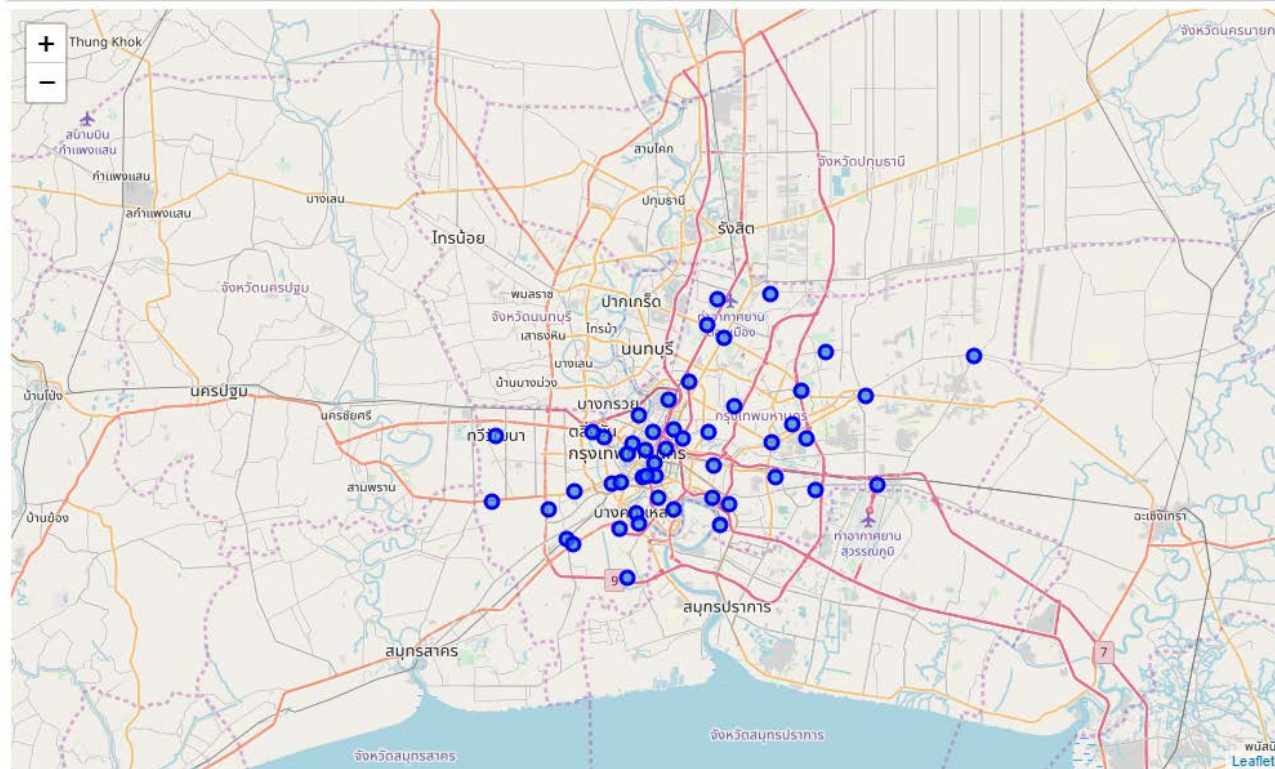 +
−
Thung Khok
จังหวัดนครนายก
สนามบิน
กำแพงแสน
กำแพงแสน
สามโคก
จังหวัดปทุมธานี
ลกำแพงแสน
บางเลน
ปทุมธานี
รังสิต
ไทรน้อย
จังหวัดนครปฐม
พิมลราช
ปากเกร็ด
จังหวัดนนทบุรี
ท่าอากาศยาน
เมือง
ไทรม้า
เสาธงหิน
นนทบุรี
บางเลน
บ้านบางม่วง
บ้านโป่ง
นครปฐม
บางกรวย
กรุงเทพมหานคร
นครชัยศรี
กรุงเทพ
สามพราน
บ้านฆ้อง
ฉะเชิงเทรา
ท่าอากาศยาน
สุวรรณภูมิ
9
สมุทรปราการ
สมุทรสาคร
7
จังหวัดสมุทรปราการ
จังหวัดสมุทรสาคร
พนัสนิ
Leaflet